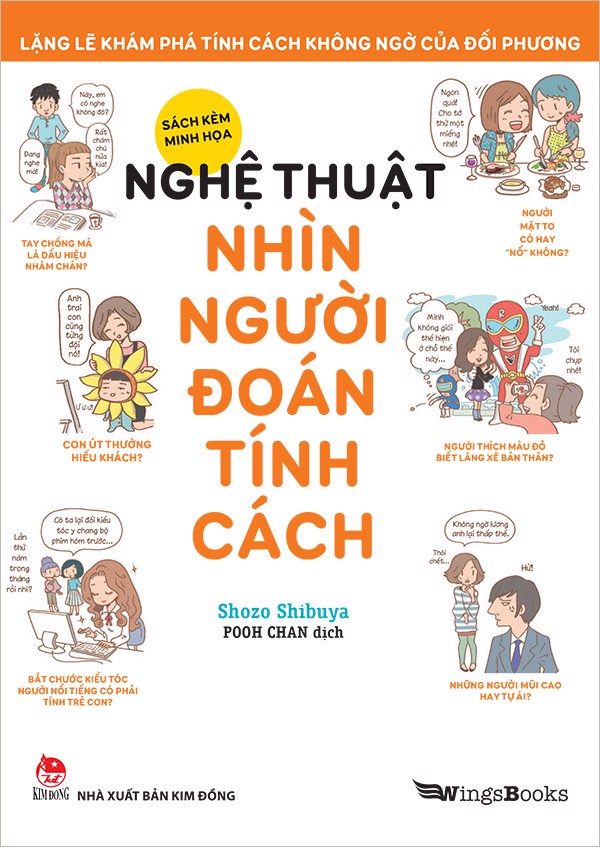 LẶNG LẼ KHÁM PHÁ TÍNH CÁCH KHÔNG NGỜ CỦA ĐỐI PHƯƠNG
SÁCH KÈM
MINH HỌA
NGHỆ THUẬT
NHÌN
NGƯỜI
ĐOÁN
TÍNH
CÁCH
Này, em
có nghe
không đó?
Rất
chăm chú
nữa
kìa!
Đang
nghe
mà!
TAY CHỐNG MÁ
LÀ DẤU HIỆU
NHÀM CHÁN?
Ngon
quá!
Cho tớ
thử một
miếng
nhé!
NGƯỜI
MẶT TO
CÓ HAY
“NỔ” KHÔNG?
Anh
trai con
cũng
từng
đội
nó!
Ư ư ư!
CON ÚT THƯỜNG
HIẾU KHÁCH?
Mình
không giỏi
thể hiện
ở chỗ thế
này...
Yeah!
Tôi
chụp
nhé!
NGƯỜI THÍCH MÀU ĐỎ
BIẾT LĂNG XÊ BẢN THÂN?
Cô ta lại đổi kiểu
tóc y chang bộ
phim hôm trước...
Lần
thứ
năm
trong
tháng
rồi nhỉ?
BẮT CHƯỚC KIỂU TÓC
NGƯỜI NỔI TIẾNG CÓ PHẢI
TÍNH TRẺ CON?
Không ngờ lương
anh lại thấp thế.
Thôi
chết...
Hừ!
NHỮNG NGƯỜI MŨI CAO
HAY TỰ ÁI?
Shozo Shibuya
POOH CHAN dịch
KIM ĐỒNG
NHÀ XUẤT BẢN KIM ĐỒNG
WingsBooks